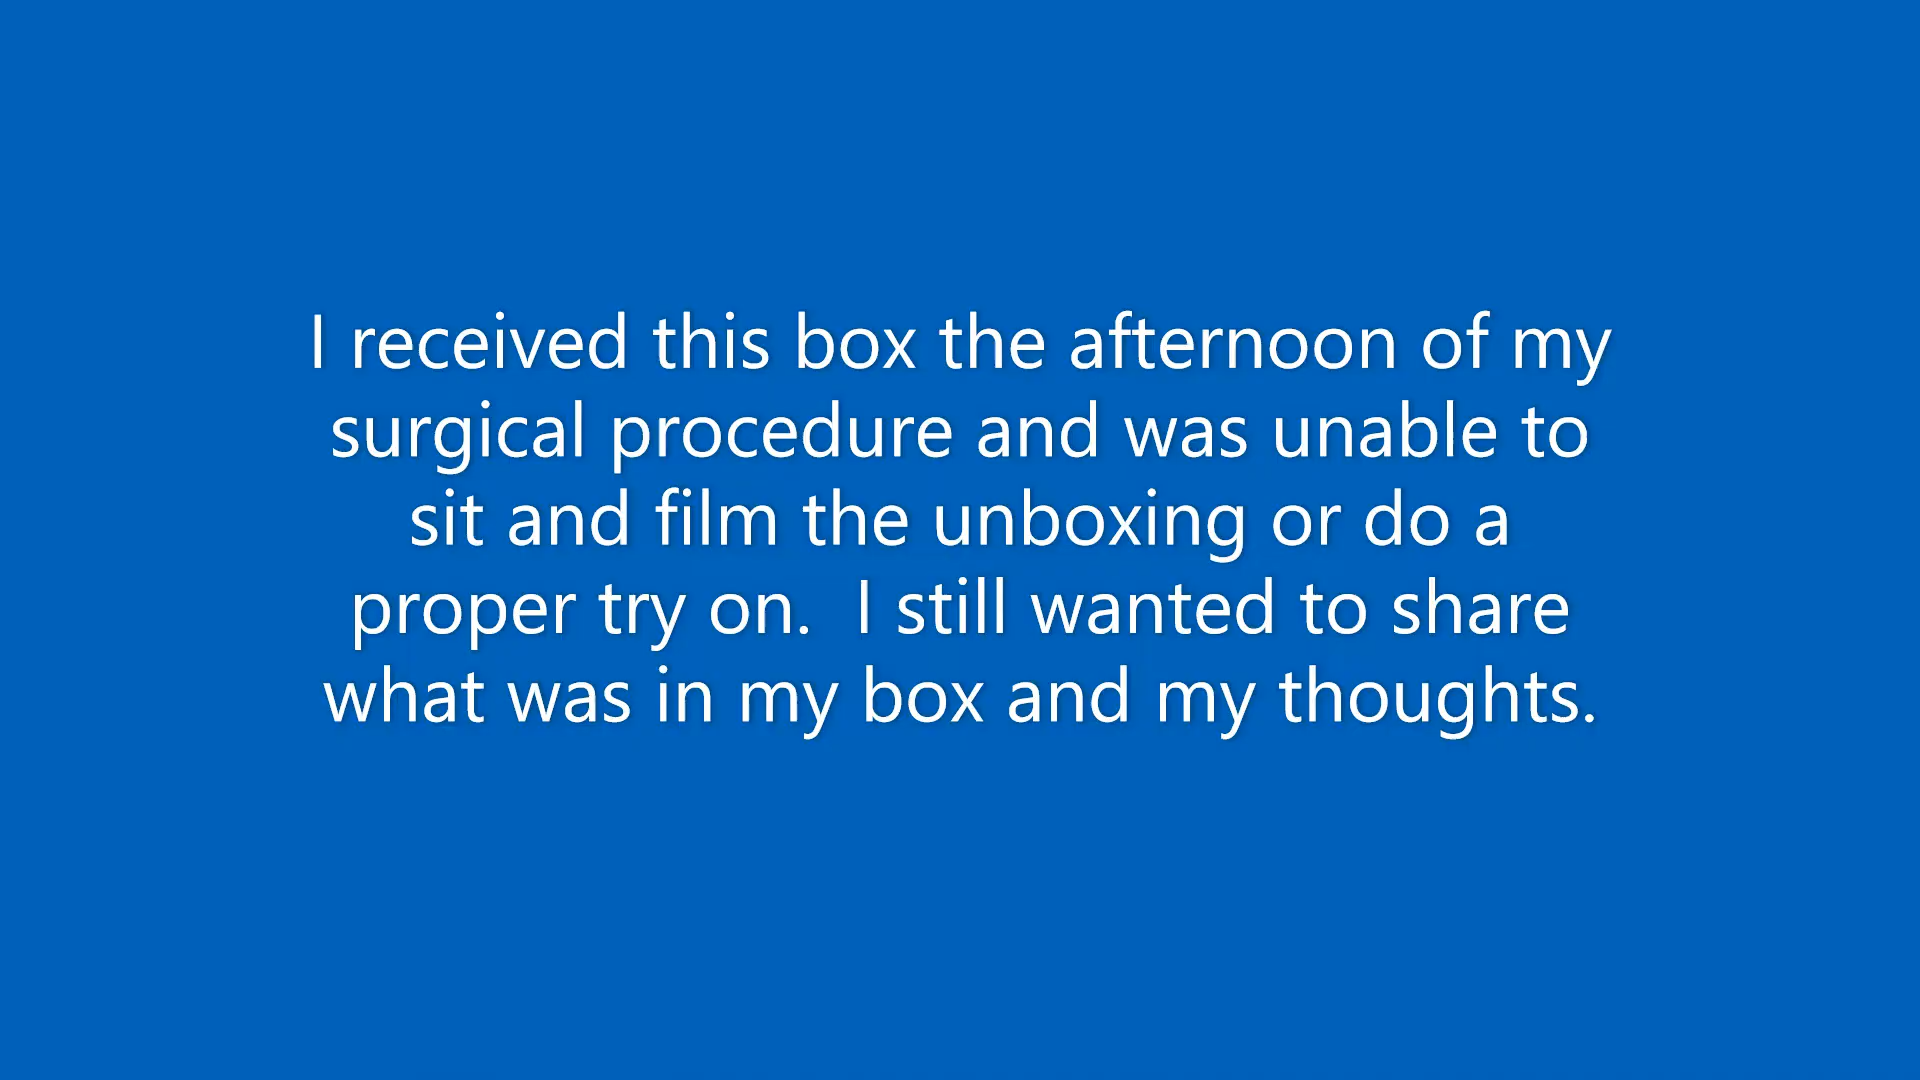 I received this box the afternoon of my
surgical procedure and was unable to
sit and film the unboxing or do a
proper try on.  I still wanted to share
what was in my box and my thoughts.